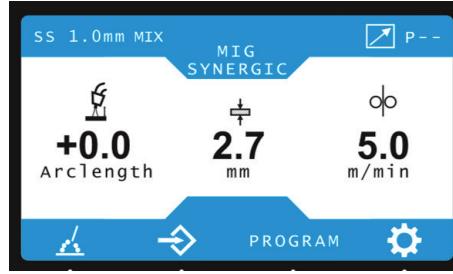 SS 1.0mm MIX
MIG
SYNERGIC
P--
+0.0
Arclength
2.7
mm
5.0
m/min
PROGRAM